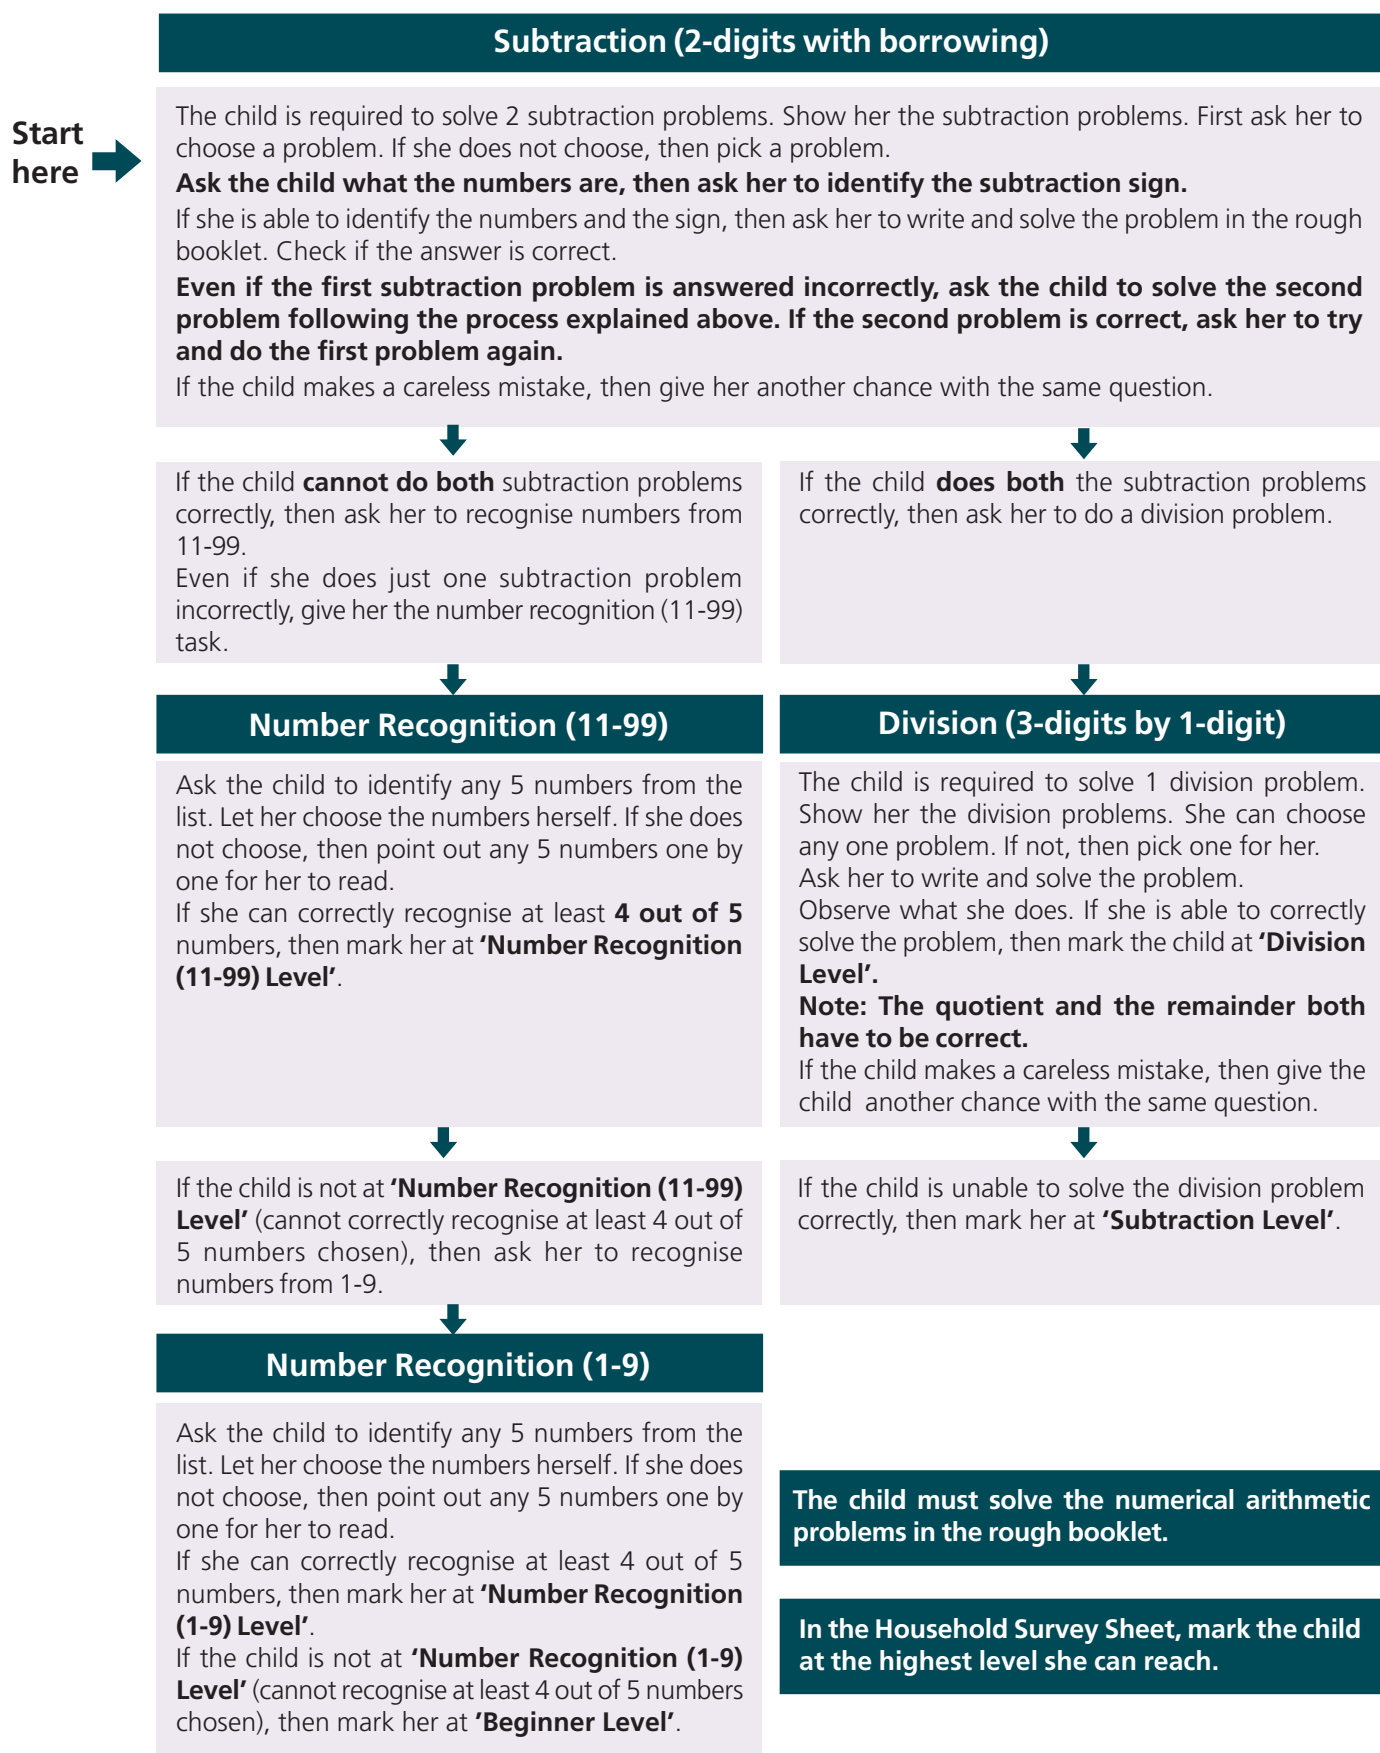 Subtraction (2-digits with borrowing)
Start
here
The child is required to solve 2 subtraction problems. Show her the subtraction problems. First ask her to
choose a problem. If she does not choose, then pick a problem.
Ask the child what the numbers are, then ask her to identify the subtraction sign.
If she is able to identify the numbers and the sign, then ask her to write and solve the problem in the rough
booklet. Check if the answer is correct.
Even if the first subtraction problem is answered incorrectly, ask the child to solve the second
problem following the process explained above. If the second problem is correct, ask her to try
and do the first problem again.
If the child makes a careless mistake, then give her another chance with the same question.
If the child cannot do both subtraction problems
correctly, then ask her to recognise numbers from
11-99.
Even if she does just one subtraction problem
incorrectly, give her the number recognition (11-99)
task.
If the child does both the subtraction problems
correctly, then ask her to do a division problem.
Number Recognition (11-99)
Ask the child to identify any 5 numbers from the
list. Let her choose the numbers herself. If she does
not choose, then point out any 5 numbers one by
one for her to read.
If she can correctly recognise at least 4 out of 5
numbers, then mark her at ‘Number Recognition
(11-99) Level’.
Division (3-digits by 1-digit)
The child is required to solve 1 division problem.
Show her the division problems. She can choose
any one problem. If not, then pick one for her.
Ask her to write and solve the problem.
Observe what she does. If she is able to correctly
solve the problem, then mark the child at ‘Division
Level’.
Note: The quotient and the remainder both
have to be correct.
If the child makes a careless mistake, then give the
child another chance with the same question.
If the child is not at ‘Number Recognition (11-99)
Level’ (cannot correctly recognise at least 4 out of
5 numbers chosen), then ask her to recognise
numbers from 1-9.
If the child is unable to solve the division problem
correctly, then mark her at ‘Subtraction Level’.
Number Recognition (1-9)
Ask the child to identify any 5 numbers from the
list. Let her choose the numbers herself. If she does
not choose, then point out any 5 numbers one by
one for her to read.
If she can correctly recognise at least 4 out of 5
numbers, then mark her at ‘Number Recognition
(1-9) Level’.
If the child is not at ‘Number Recognition (1-9)
Level’ (cannot recognise at least 4 out of 5 numbers
chosen), then mark her at ’Beginner Level’.
The child must solve the numerical arithmetic
problems in the rough booklet.
In the Household Survey Sheet, mark the child
at the highest level she can reach.